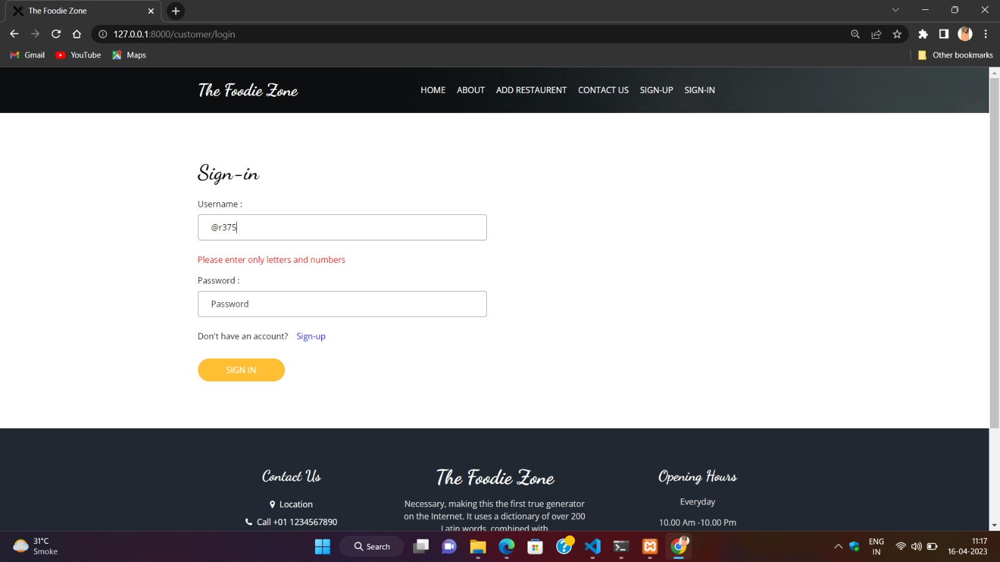 The Foodie Zone
127.0.0.1:8000/customer/login
Gmail YouTube Maps Other bookmarks
The Foodie Zone HOME ABOUT ADD RESTAURENT CONTACT US SIGN-UP SIGN-IN
Sign-in
Username :
@r375
Please enter only letters and numbers
Password :
Password
Don't have an account? Sign-up
SIGN IN
Contact Us
Location
Call +01 1234567890
The Foodie Zone
Necessary, making this the first true generator
on the Internet. It uses a dictionary of over 200
Latin words, combined with
Opening Hours
Everyday
10.00 Am -10.00 Pm
31°C
Smoke
Search
ENG
IN
11:17
16-04-2023